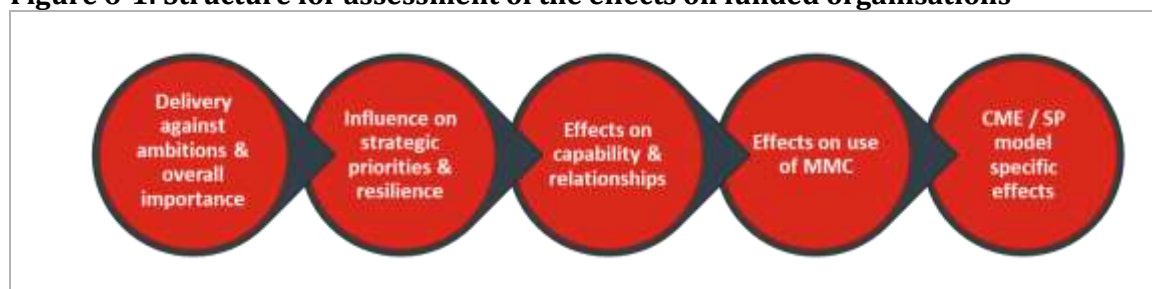 Figure 6-1: Structure for assessment of the effects on funded organisations
Delivery
against
ambitions &
overall
importance
Influence on
strategic
priorities &
resilience
Effects on
capability &
relationships
Effects on use
of MMC
CME / SP
model
specific
effects